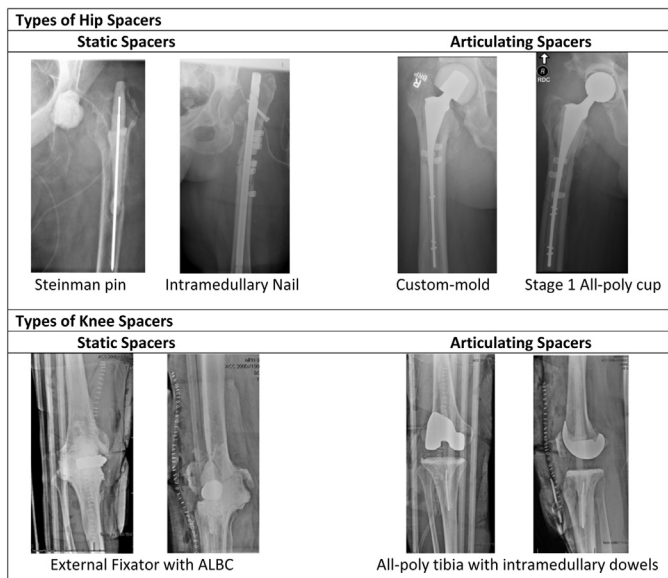 Types of Hip Spacers
Static Spacers
Articulating Spacers
R
RDC
Steinman pin
Intramedullary Nail
Custom-mold
Stage 1 All-poly cup
Types of Knee Spacers
Static Spacers
Articulating Spacers
External Fixator with ALBC
All-poly tibia with intramedullary dowels